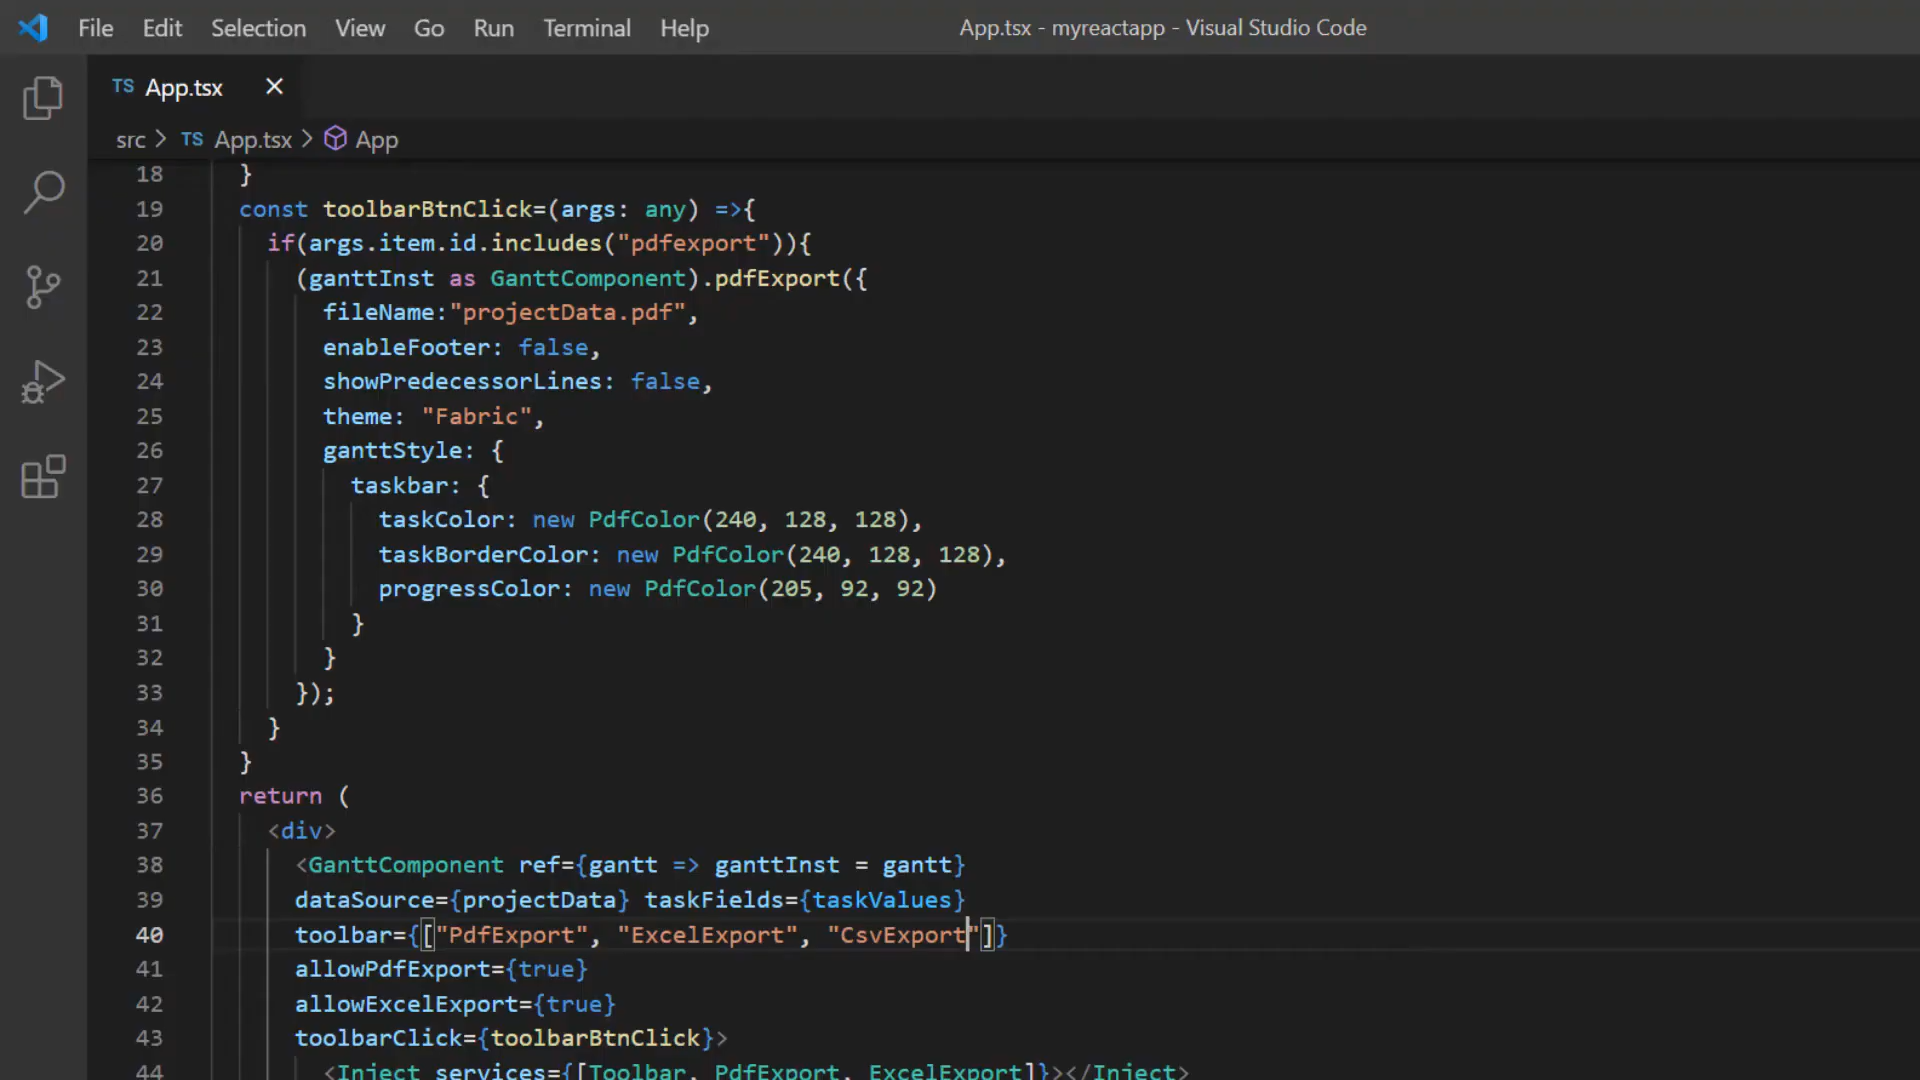 File Edit Selection View Go Run Terminal Help App.tsx - myreactapp - Visual Studio Code
TS App.tsx ×
src > TS App.tsx > App
18 }
19 const toolbarBtnClick=(args: any) =>{
20 if(args.item.id.includes("pdfexport")){
21 (ganttInst as GanttComponent).pdfExport({
22 fileName:"projectData.pdf",
23 enableFooter: false,
24 showPredecessorLines: false,
25 theme: "Fabric",
26 ganttStyle: {
27 taskbar: {
28 taskColor: new PdfColor(240, 128, 128),
29 taskBorderColor: new PdfColor(240, 128, 128),
30 progressColor: new PdfColor(205, 92, 92)
31 }
32 }
33 });
34 }
35 }
36 return (
37 <div>
38 <GanttComponent ref={gantt => ganttInst = gantt}
39 dataSource={projectData} taskFields={taskValues}
40 toolbar={["PdfExport", "ExcelExport", "CsvExport"]}
41 allowPdfExport={true}
42 allowExcelExport={true}
43 toolbarClick={toolbarBtnClick}>
44 <Inject services={[Toolbar, PdfExport, ExcelExport]}></Inject>